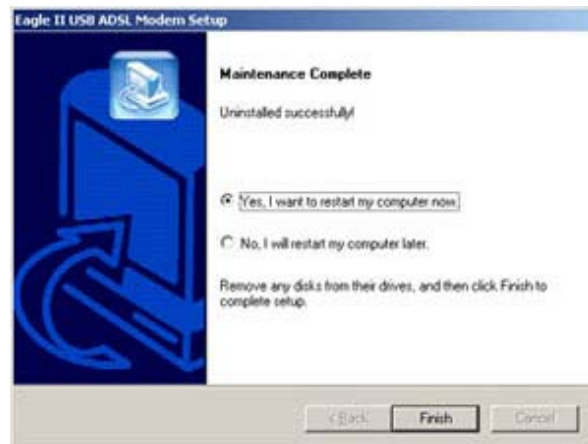 Eagle II USB ADSL Modem Setup
Maintenance Complete
Uninstalled successfully!
Yes, I want to restart my computer now.
No, I will restart my computer later.
Remove any disks from their drives, and then click Finish to
complete setup.
< Back
Finish
Cancel